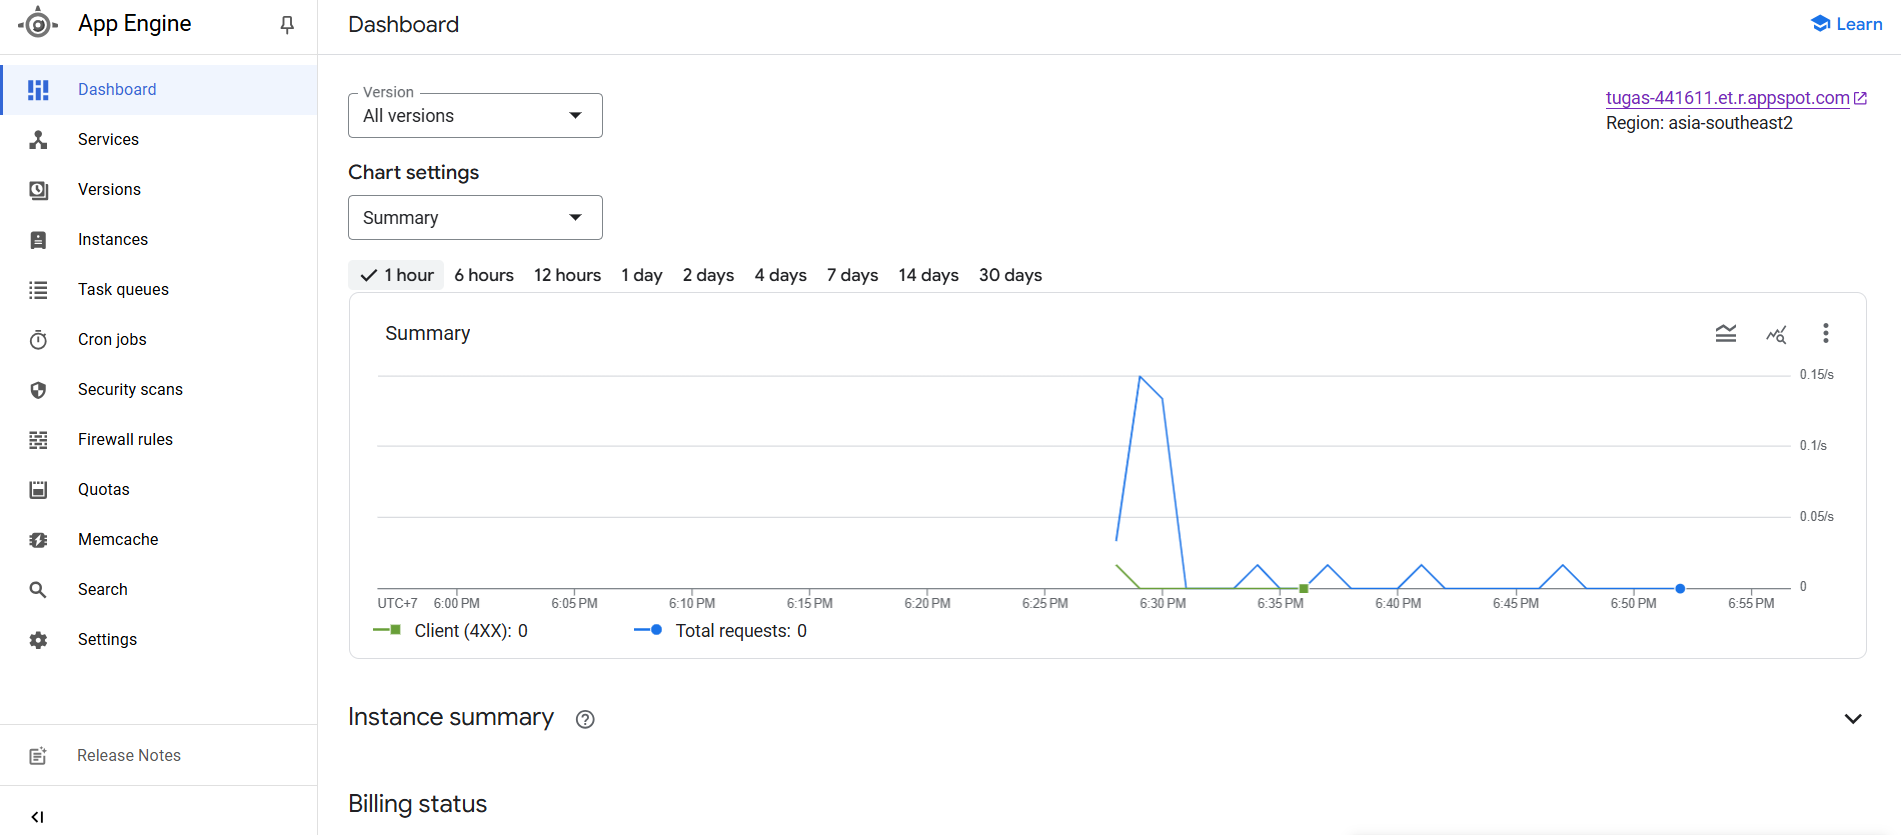 App Engine
Dashboard
Services
Versions
Instances
Task queues
Cron jobs
Security scans
Firewall rules
Quotas
Memcache
Search
Settings
Release Notes
Dashboard
Learn
Version
All versions
tugas-441611.et.r.appspot.com
Region: asia-southeast2
Chart settings
Summary
1 hour 6 hours 12 hours 1 day 2 days 4 days 7 days 14 days 30 days
Summary
0.15/s
0.1/s
0.05/s
0
UTC+7 6:00 PM 6:05 PM 6:10 PM 6:15 PM 6:20 PM 6:25 PM 6:30 PM 6:35 PM 6:40 PM 6:45 PM 6:50 PM 6:55 PM
Client (4XX): 0 Total requests: 0
Instance summary
Billing status